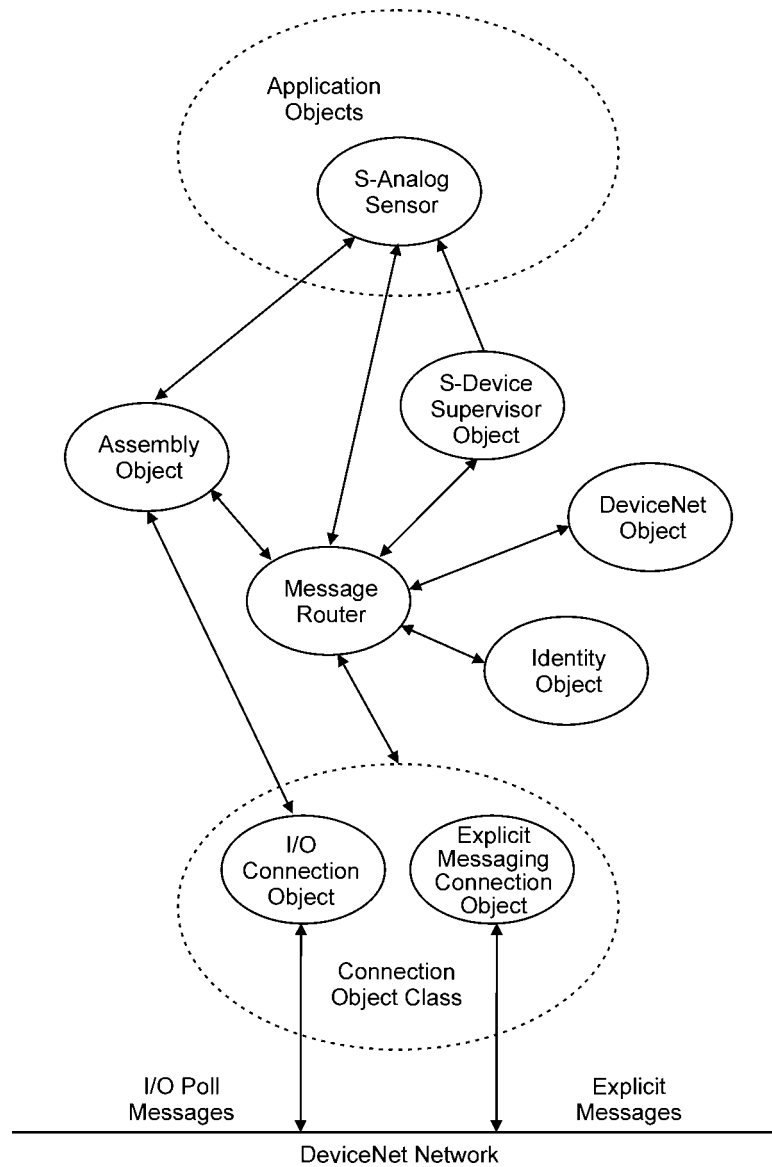 Application
Objects
S-Analog
Sensor
S-Device
Supervisor
Object
Assembly
Object
DeviceNet
Object
Message
Router
Identity
Object
I/O
Connection
Object
Explicit
Messaging
Connection
Object
Connection
Object Class
I/O Poll
Messages
Explicit
Messages
DeviceNet Network